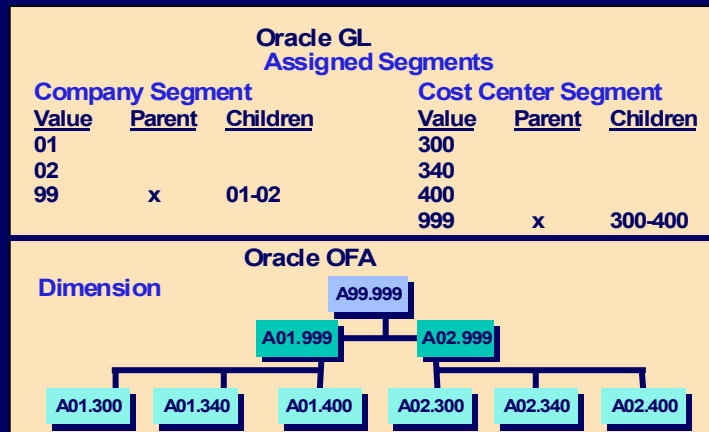 Oracle GL
Assigned Segments
Company Segment
Value Parent Children
01
02
99 x 01-02
Cost Center Segment
Value Parent Children
300
340
400
999 x 300-400
Oracle OFA
Dimension
A99.999
A01.999 A02.999
A01.300 A01.340 A01.400 A02.300 A02.340 A02.400